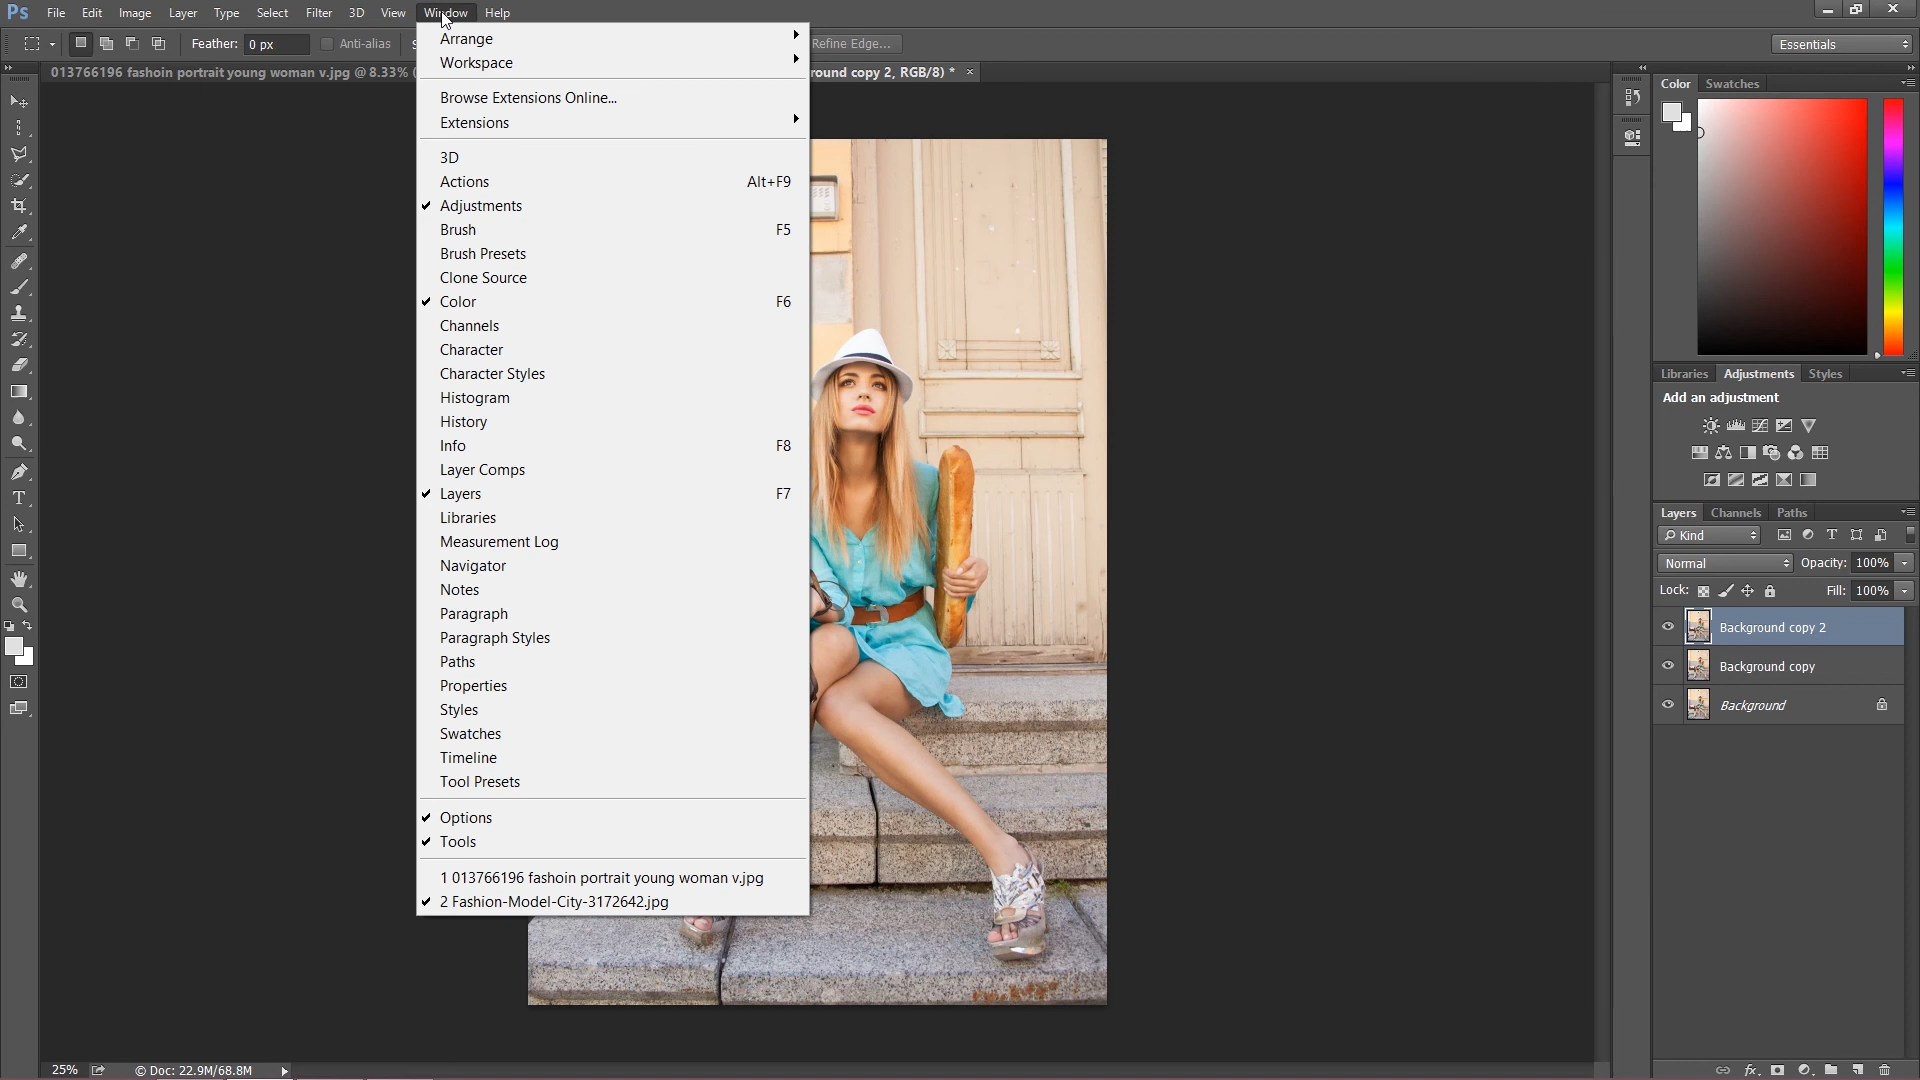 Ps File Edit Image Layer Type Select Filter 3D View Window Help
Feather: 0 px Anti-alias Refine Edge... Essentials
013766196 fashoin portrait young woman v.jpg @ 8.33% ( round copy 2, RGB/8) * ×
Arrange
Workspace
Browse Extensions Online...
Extensions
3D
Actions Alt+F9
Adjustments
Brush F5
Brush Presets
Clone Source
Color F6
Channels
Character
Character Styles
Histogram
History
Info F8
Layer Comps
Layers F7
Libraries
Measurement Log
Navigator
Notes
Paragraph
Paragraph Styles
Paths
Properties
Styles
Swatches
Timeline
Tool Presets
Options
Tools
1 013766196 fashoin portrait young woman v.jpg
2 Fashion-Model-City-3172642.jpg
Color Swatches
Libraries Adjustments Styles
Add an adjustment
Layers Channels Paths
Kind
Normal Opacity: 100%
Lock: Fill: 100%
Background copy 2
Background copy
Background
25% Doc: 22.9M/68.8M